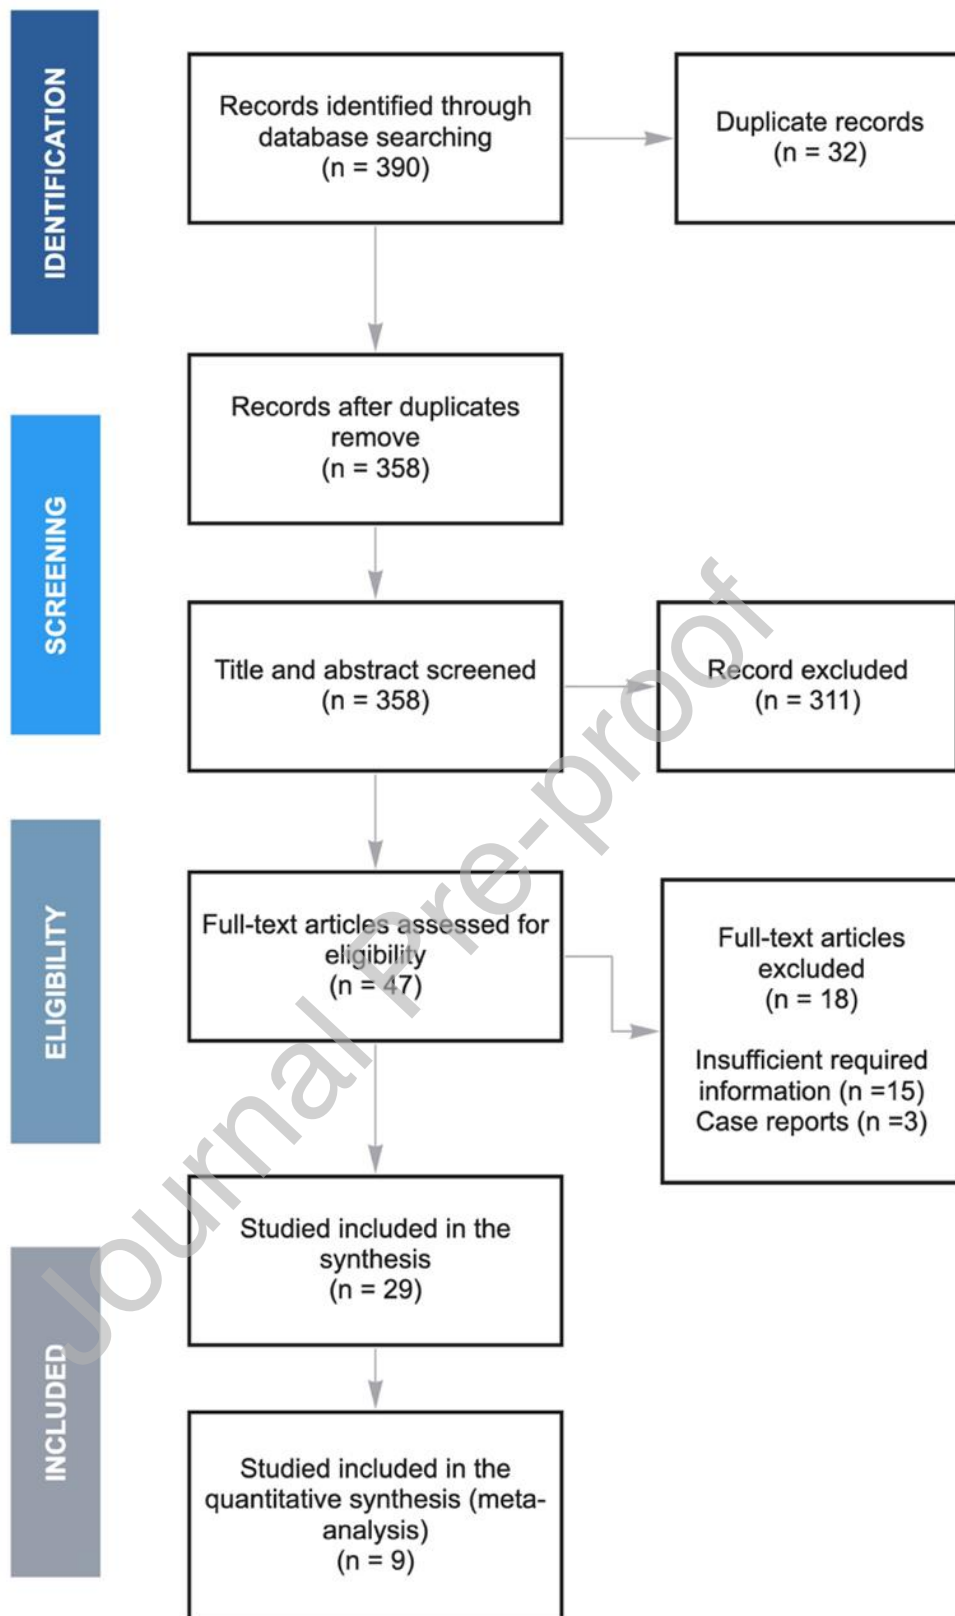 IDENTIFICATION
Records identified through
database searching
(n = 390)
Duplicate records
(n = 32)
SCREENING
Records after duplicates
remove
(n = 358)
Title and abstract screened
(n = 358)
Record excluded
(n = 311)
ELIGIBILITY
Full-text articles assessed for
eligibility
(n = 47)
Full-text articles
excluded
(n = 18)
Insufficient required
information (n =15)
Case reports (n =3)
INCLUDED
Studied included in the
synthesis
(n = 29)
Studied included in the
quantitative synthesis (meta-
analysis)
(n = 9)
Journal Pre-proof